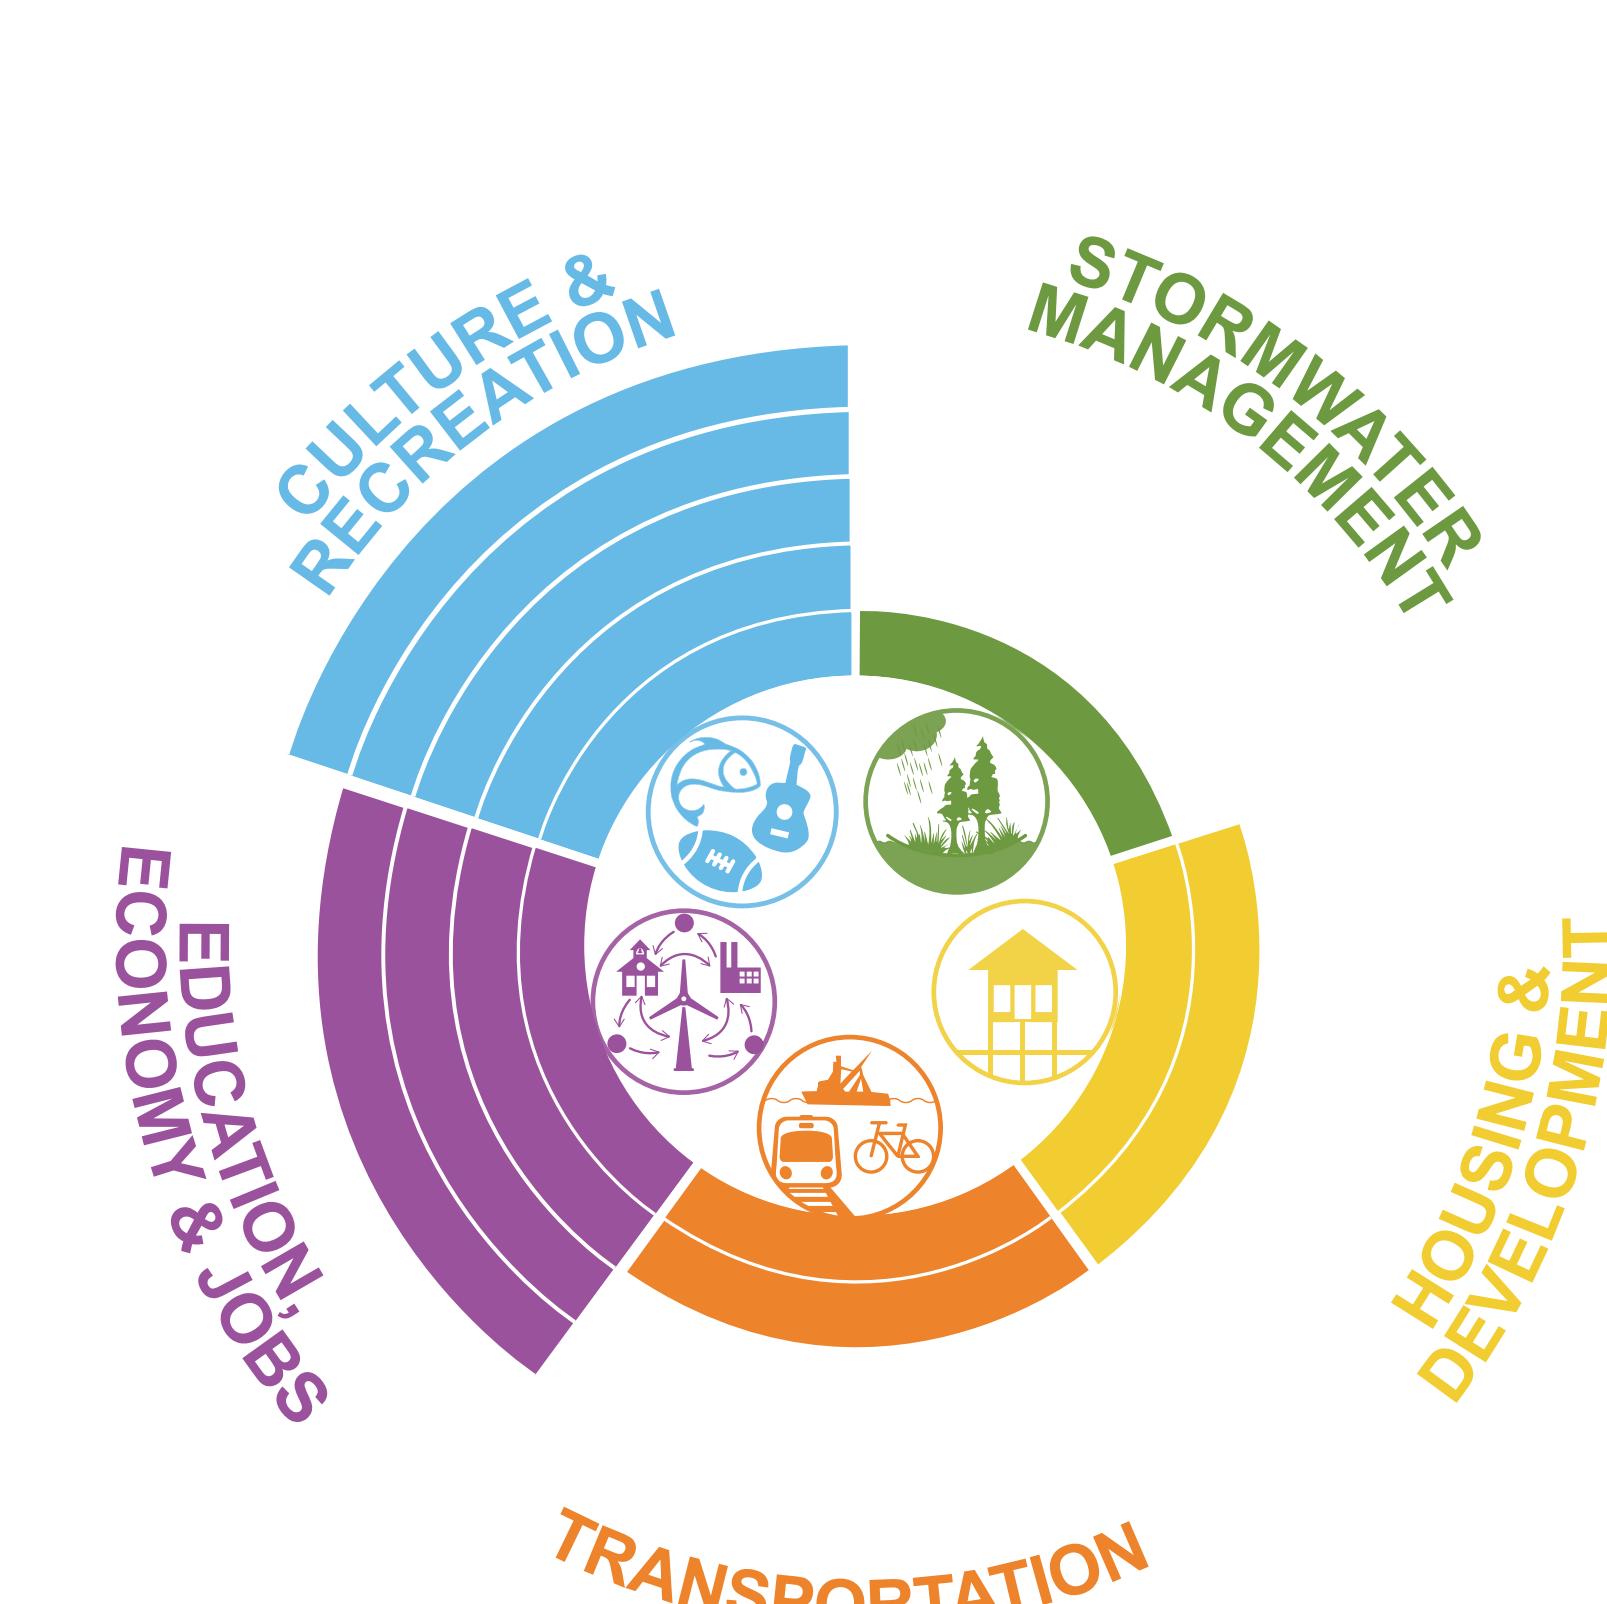 CULTURE &
RECREATION
STORMWATER
MANAGEMENT
EDUCATION,
ECONOMY & JOBS
HOUSING &
DEVELOPMENT
TRANSPORTATION